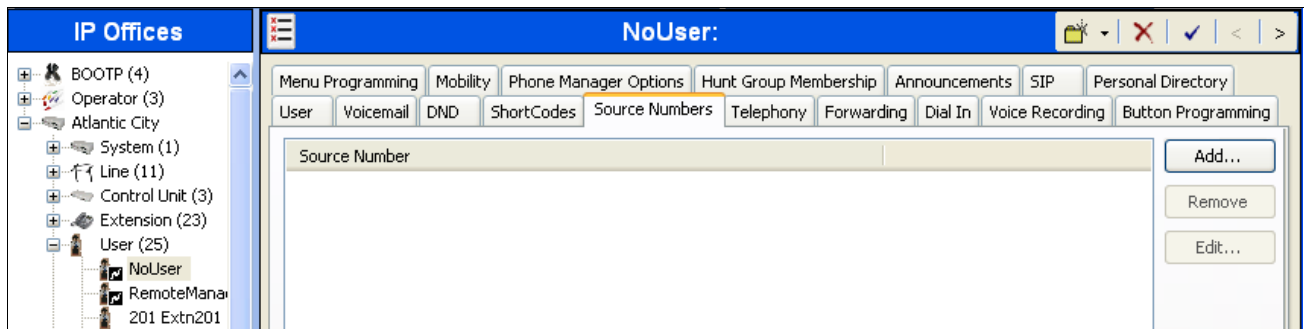 IP Offices
NoUser:
BOOTP (4)
Operator (3)
Atlantic City
System (1)
Line (11)
Control Unit (3)
Extension (23)
User (25)
NoUser
RemoteMana
201 Extn201
Menu Programming Mobility Phone Manager Options Hunt Group Membership Announcements SIP Personal Directory
User Voicemail DND ShortCodes Source Numbers Telephony Forwarding Dial In Voice Recording Button Programming
Source Number
Add...
Remove
Edit...